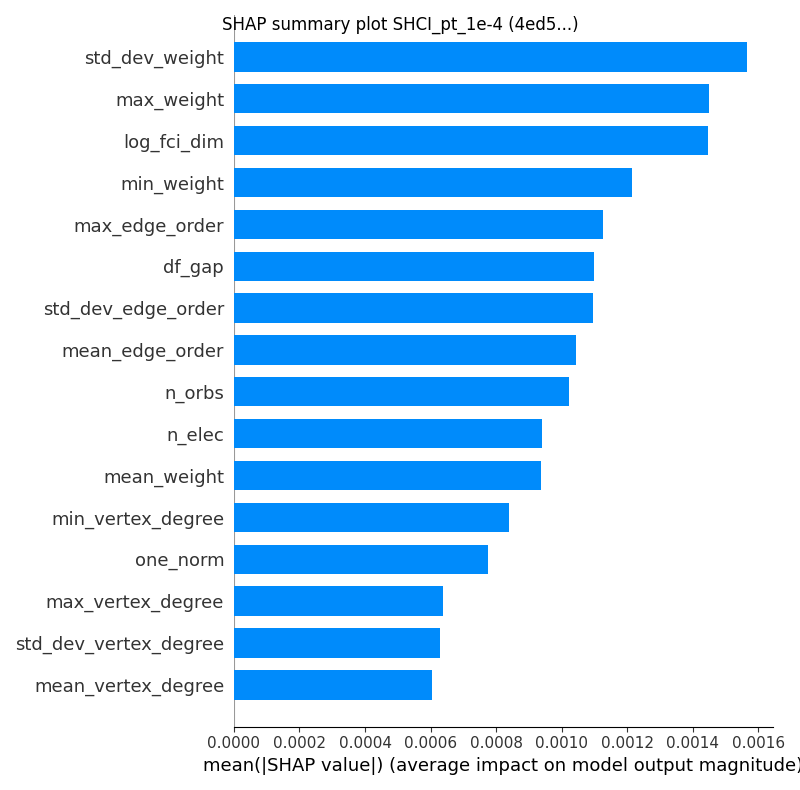 SHAP summary plot SHCI_pt_1e-4 (4ed5...)
std_dev_weight
max_weight
log_fci_dim
min_weight
max_edge_order
df_gap
std_dev_edge_order
mean_edge_order
n_orbs
n_elec
mean_weight
min_vertex_degree
one_norm
max_vertex_degree
std_dev_vertex_degree
mean_vertex_degree
0.0000 0.0002 0.0004 0.0006 0.0008 0.0010 0.0012 0.0014 0.0016
mean(|SHAP value|) (average impact on model output magnitude)